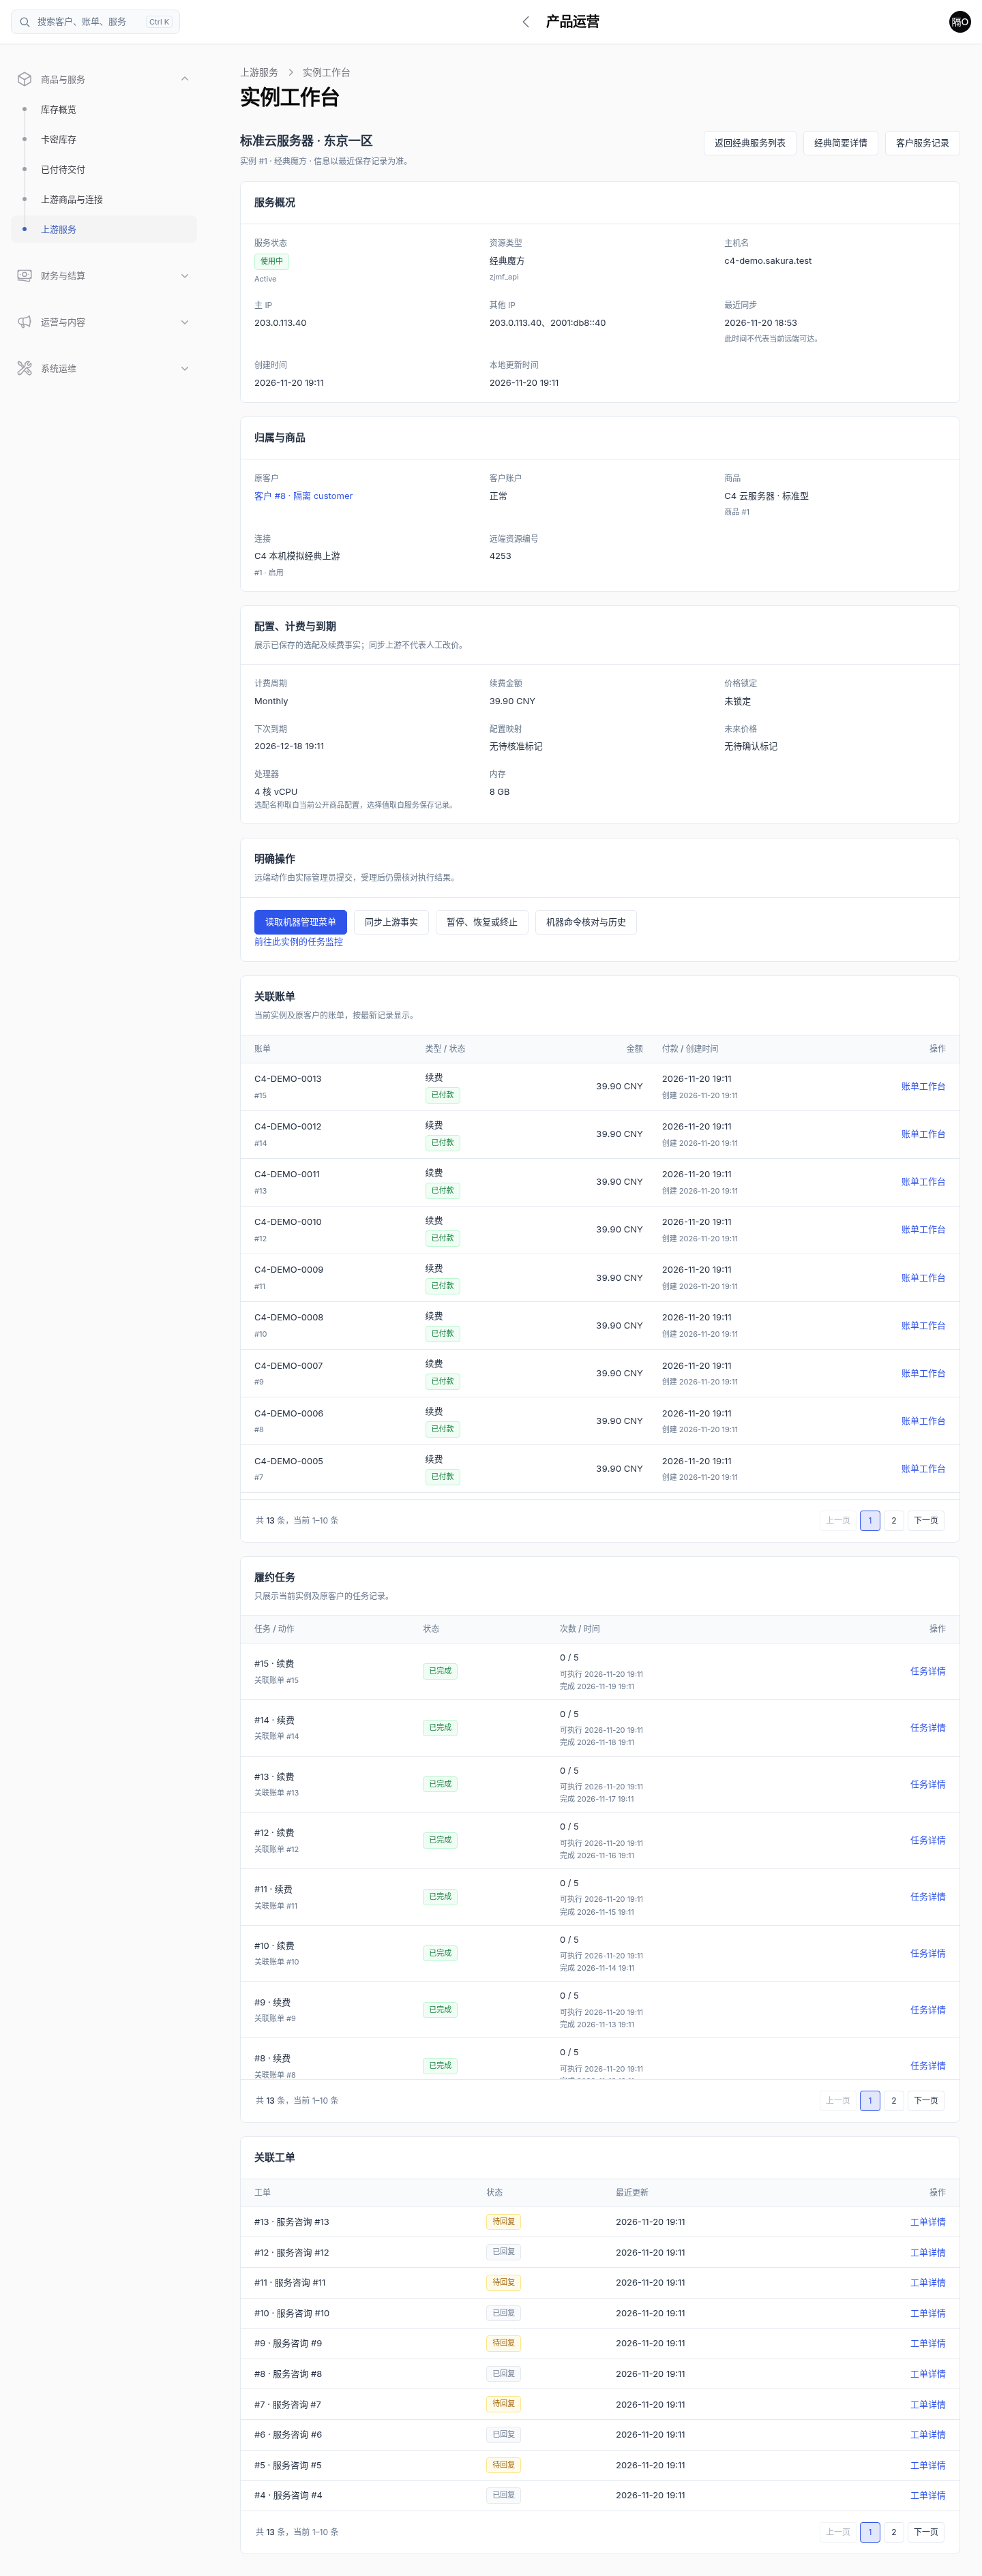 搜索客户、账单、服务 Ctrl K
产品运营
隔O
商品与服务
库存概览
卡密库存
已付待交付
上游商品与连接
上游服务
财务与结算
运营与内容
系统运维
上游服务 实例工作台
实例工作台
标准云服务器 · 东京一区
实例 #1 · 经典魔方 · 信息以最近保存记录为准。
返回经典服务列表 经典简要详情 客户服务记录
服务概况
服务状态 资源类型 主机名
使用中 经典魔方 c4-demo.sakura.test
Active zjmf_api
主 IP 其他 IP 最近同步
203.0.113.40 203.0.113.40、2001:db8::40 2026-11-20 18:53
此时间不代表当前远端可达。
创建时间 本地更新时间
2026-11-20 19:11 2026-11-20 19:11
归属与商品
原客户 客户账户 商品
客户 #8 · 隔离 customer 正常 C4 云服务器 · 标准型
商品 #1
连接 远端资源编号
C4 本机模拟经典上游 4253
#1 · 启用
配置、计费与到期
展示已保存的选配及续费事实；同步上游不代表人工改价。
计费周期 续费金额 价格锁定
Monthly 39.90 CNY 未锁定
下次到期 配置映射 未来价格
2026-12-18 19:11 无待核准标记 无待确认标记
处理器 内存
4 核 vCPU 8 GB
选配名称取自当前公开商品配置，选择值取自服务保存记录。
明确操作
远端动作由实际管理员提交，受理后仍需核对执行结果。
读取机器管理菜单 同步上游事实 暂停、恢复或终止 机器命令核对与历史
前往此实例的任务监控
关联账单
当前实例及原客户的账单，按最新记录显示。
账单 类型 / 状态 金额 付款 / 创建时间 操作
C4-DEMO-0013 续费 39.90 CNY 2026-11-20 19:11 账单工作台
#15 已付款 创建 2026-11-20 19:11
C4-DEMO-0012 续费 39.90 CNY 2026-11-20 19:11 账单工作台
#14 已付款 创建 2026-11-20 19:11
C4-DEMO-0011 续费 39.90 CNY 2026-11-20 19:11 账单工作台
#13 已付款 创建 2026-11-20 19:11
C4-DEMO-0010 续费 39.90 CNY 2026-11-20 19:11 账单工作台
#12 已付款 创建 2026-11-20 19:11
C4-DEMO-0009 续费 39.90 CNY 2026-11-20 19:11 账单工作台
#11 已付款 创建 2026-11-20 19:11
C4-DEMO-0008 续费 39.90 CNY 2026-11-20 19:11 账单工作台
#10 已付款 创建 2026-11-20 19:11
C4-DEMO-0007 续费 39.90 CNY 2026-11-20 19:11 账单工作台
#9 已付款 创建 2026-11-20 19:11
C4-DEMO-0006 续费 39.90 CNY 2026-11-20 19:11 账单工作台
#8 已付款 创建 2026-11-20 19:11
C4-DEMO-0005 续费 39.90 CNY 2026-11-20 19:11 账单工作台
#7 已付款 创建 2026-11-20 19:11
共 13 条，当前 1–10 条 上一页 1 2 下一页
履约任务
只展示当前实例及原客户的任务记录。
任务 / 动作 状态 次数 / 时间 操作
#15 · 续费 已完成 0 / 5 任务详情
关联账单 #15 可执行 2026-11-20 19:11
完成 2026-11-19 19:11
#14 · 续费 已完成 0 / 5 任务详情
关联账单 #14 可执行 2026-11-20 19:11
完成 2026-11-18 19:11
#13 · 续费 已完成 0 / 5 任务详情
关联账单 #13 可执行 2026-11-20 19:11
完成 2026-11-17 19:11
#12 · 续费 已完成 0 / 5 任务详情
关联账单 #12 可执行 2026-11-20 19:11
完成 2026-11-16 19:11
#11 · 续费 已完成 0 / 5 任务详情
关联账单 #11 可执行 2026-11-20 19:11
完成 2026-11-15 19:11
#10 · 续费 已完成 0 / 5 任务详情
关联账单 #10 可执行 2026-11-20 19:11
完成 2026-11-14 19:11
#9 · 续费 已完成 0 / 5 任务详情
关联账单 #9 可执行 2026-11-20 19:11
完成 2026-11-13 19:11
#8 · 续费 已完成 0 / 5 任务详情
关联账单 #8 可执行 2026-11-20 19:11
共 13 条，当前 1–10 条 上一页 1 2 下一页
关联工单
工单 状态 最近更新 操作
#13 · 服务咨询 #13 待回复 2026-11-20 19:11 工单详情
#12 · 服务咨询 #12 已回复 2026-11-20 19:11 工单详情
#11 · 服务咨询 #11 待回复 2026-11-20 19:11 工单详情
#10 · 服务咨询 #10 已回复 2026-11-20 19:11 工单详情
#9 · 服务咨询 #9 待回复 2026-11-20 19:11 工单详情
#8 · 服务咨询 #8 已回复 2026-11-20 19:11 工单详情
#7 · 服务咨询 #7 待回复 2026-11-20 19:11 工单详情
#6 · 服务咨询 #6 已回复 2026-11-20 19:11 工单详情
#5 · 服务咨询 #5 待回复 2026-11-20 19:11 工单详情
#4 · 服务咨询 #4 已回复 2026-11-20 19:11 工单详情
共 13 条，当前 1–10 条 上一页 1 2 下一页